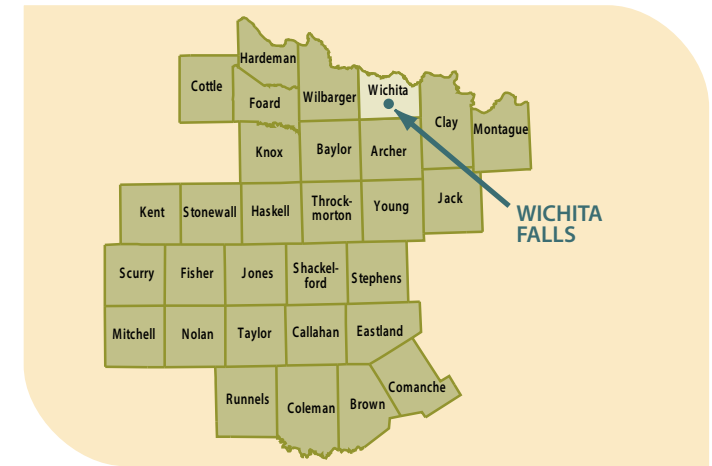 Hardeman
Cottle
Foard
Wilbarger
Wichita
Clay
Montague
Knox
Baylor
Archer
Kent
Stonewall
Haskell
Throck-
morton
Young
Jack
WICHITA
FALLS
Scurry
Fisher
Jones
Shackel-
ford
Stephens
Mitchell
Nolan
Taylor
Callahan
Eastland
Runnels
Coleman
Brown
Comanche